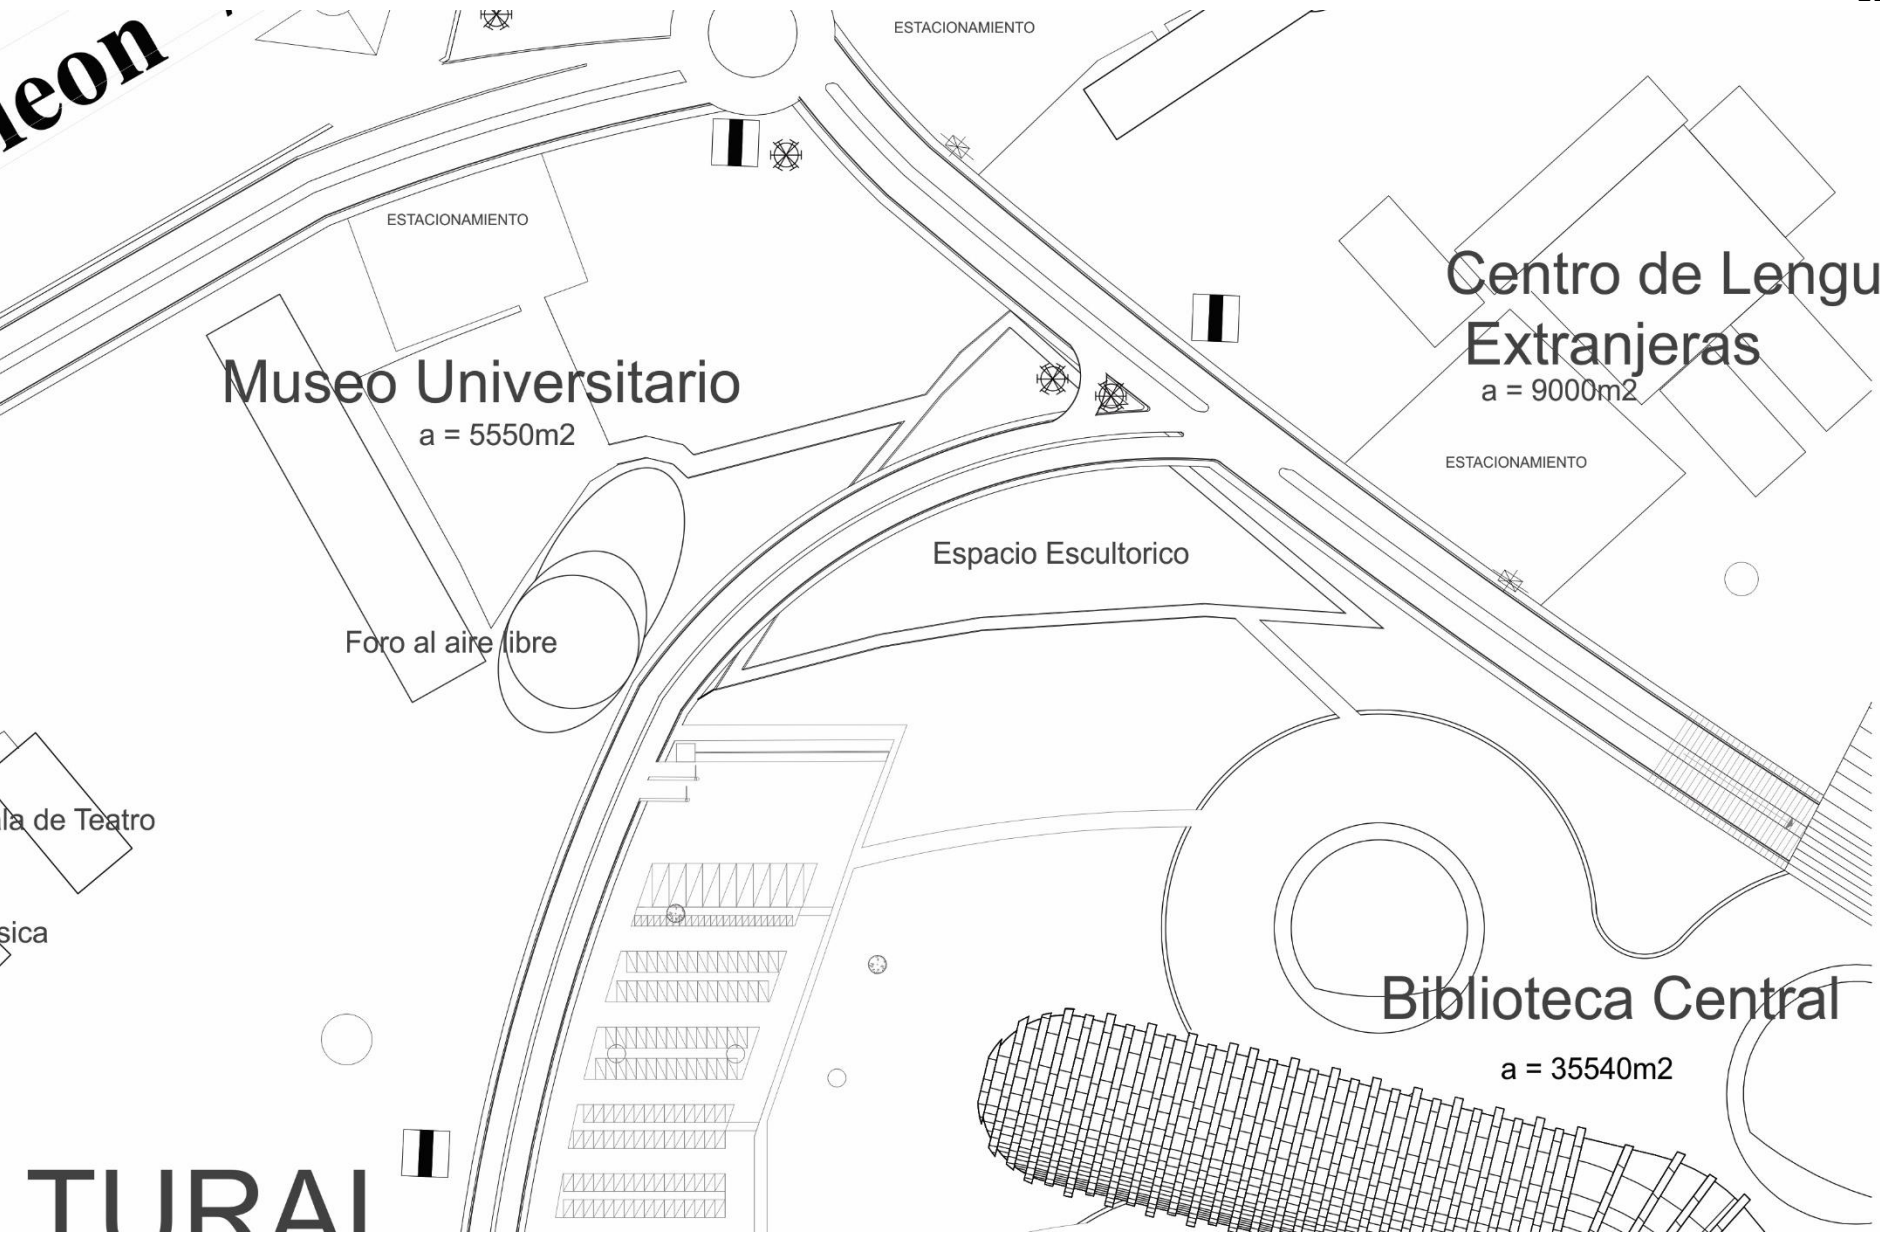 leon
ESTACIONAMIENTO
ESTACIONAMIENTO
Centro de Lengu
Extranjeras
a = 9000m2
Museo Universitario
a = 5550m2
ESTACIONAMIENTO
Espacio Escultorico
Foro al aire libre
la de Teatro
sica
Biblioteca Central
a = 35540m2
TURAL